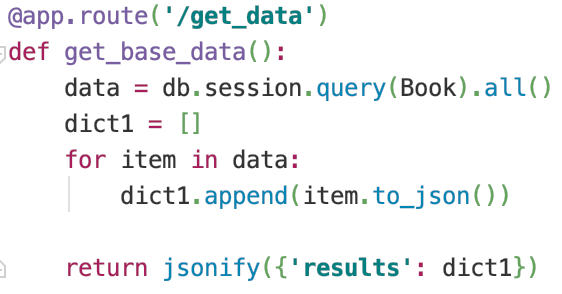 @app.route('/get_data')
def get_base_data():
    data = db.session.query(Book).all()
    dict1 = []
    for item in data:
        dict1.append(item.to_json())

    return jsonify({'results': dict1})